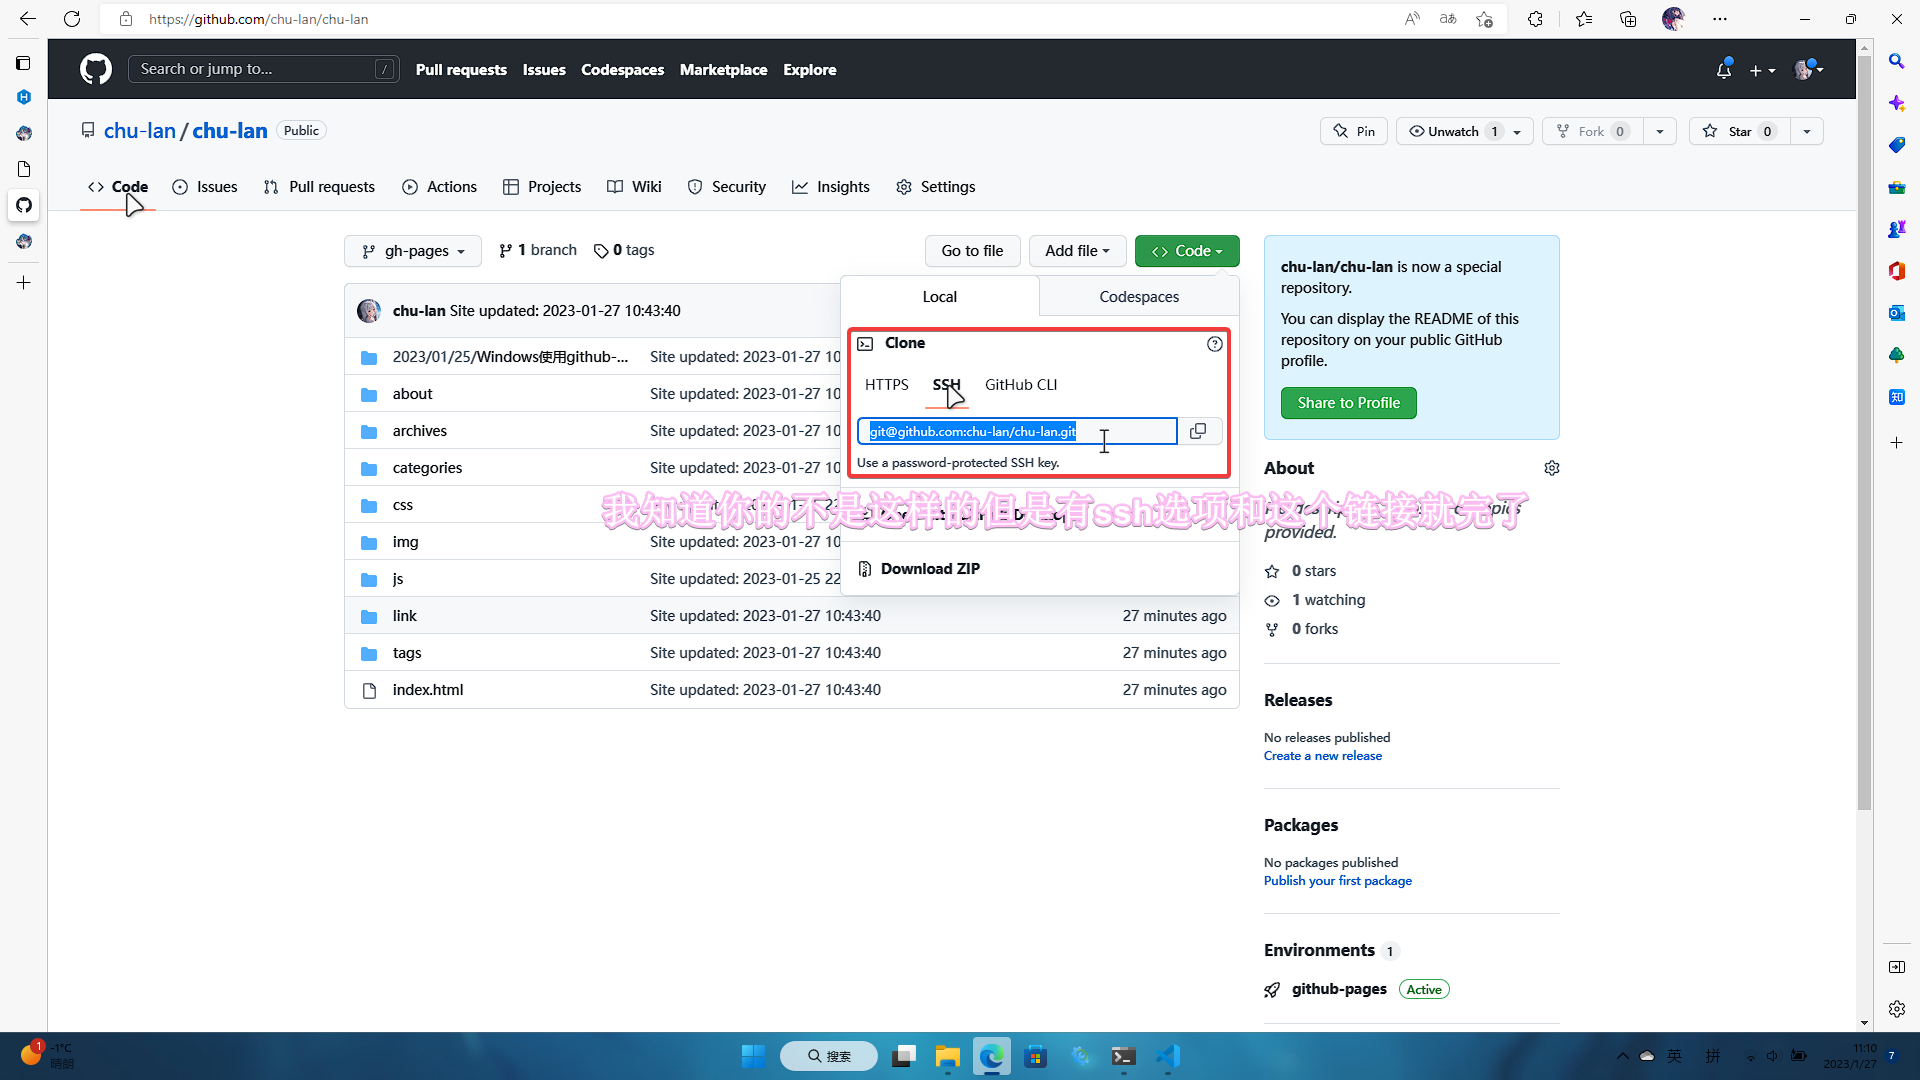 https://github.com/chu-lan/chu-lan
Search or jump to...
/
Pull requests
Issues
Codespaces
Marketplace
Explore
chu-lan / chu-lan
Public
Pin
Unwatch 1
Fork 0
Star 0
Code
Issues
Pull requests
Actions
Projects
Wiki
Security
Insights
Settings
gh-pages
1 branch
0 tags
Go to file
Add file
Code
chu-lan Site updated: 2023-01-27 10:43:40
2023/01/25/Windows使用github-... Site updated: 2023-01-27 10
about Site updated: 2023-01-27 10
archives Site updated: 2023-01-27 10
categories Site updated: 2023-01-27 10
css
img Site updated: 2023-01-27 10
js Site updated: 2023-01-25 22
link Site updated: 2023-01-27 10:43:40 27 minutes ago
tags Site updated: 2023-01-27 10:43:40 27 minutes ago
index.html Site updated: 2023-01-27 10:43:40 27 minutes ago
Local
Codespaces
Clone
HTTPS
SSH
GitHub CLI
git@github.com:chu-lan/chu-lan.git
Use a password-protected SSH key.
我知道你的不是这样的但是有ssh选项和这个链接就完了
Download ZIP
chu-lan/chu-lan is now a special
repository.
You can display the README of this
repository on your public GitHub
profile.
Share to Profile
About
provided.
0 stars
1 watching
0 forks
Releases
No releases published
Create a new release
Packages
No packages published
Publish your first package
Environments 1
github-pages Active
1
-1°C
晴朗
搜索
英
拼
11:10
2023/1/27
7